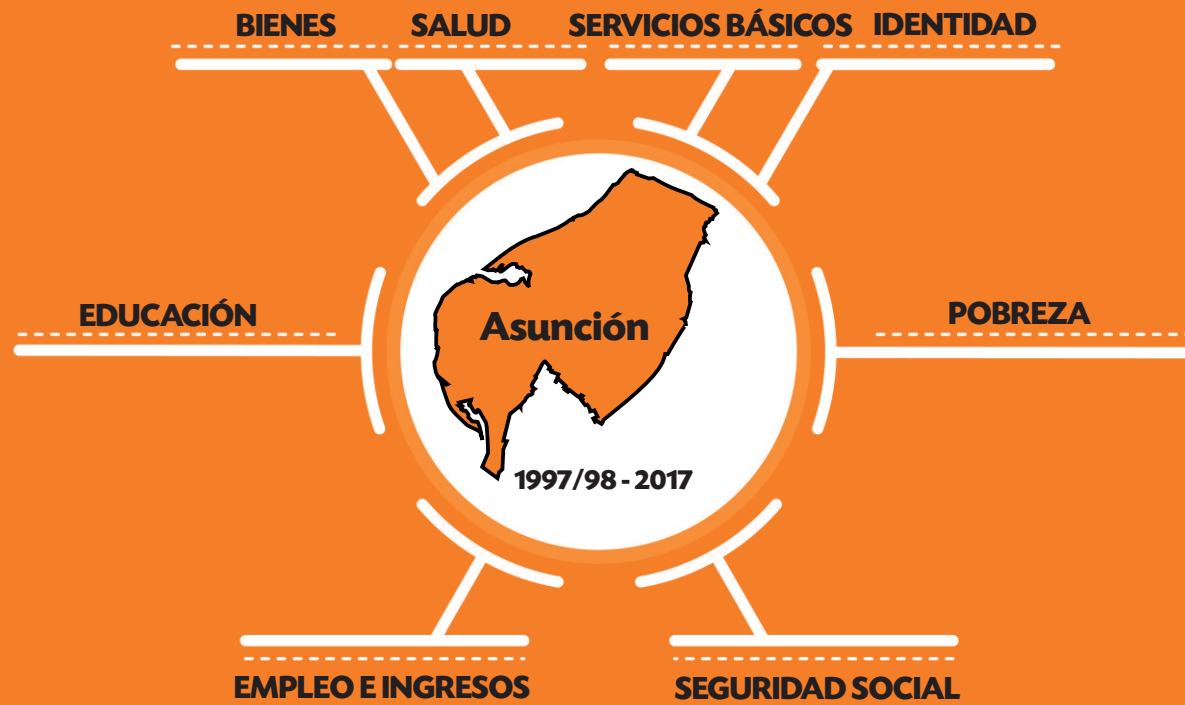 BIENES
SALUD
SERVICIOS BÁSICOS
IDENTIDAD
EDUCACIÓN
Asunción
POBREZA
1997/98 - 2017
EMPLEO E INGRESOS
SEGURIDAD SOCIAL